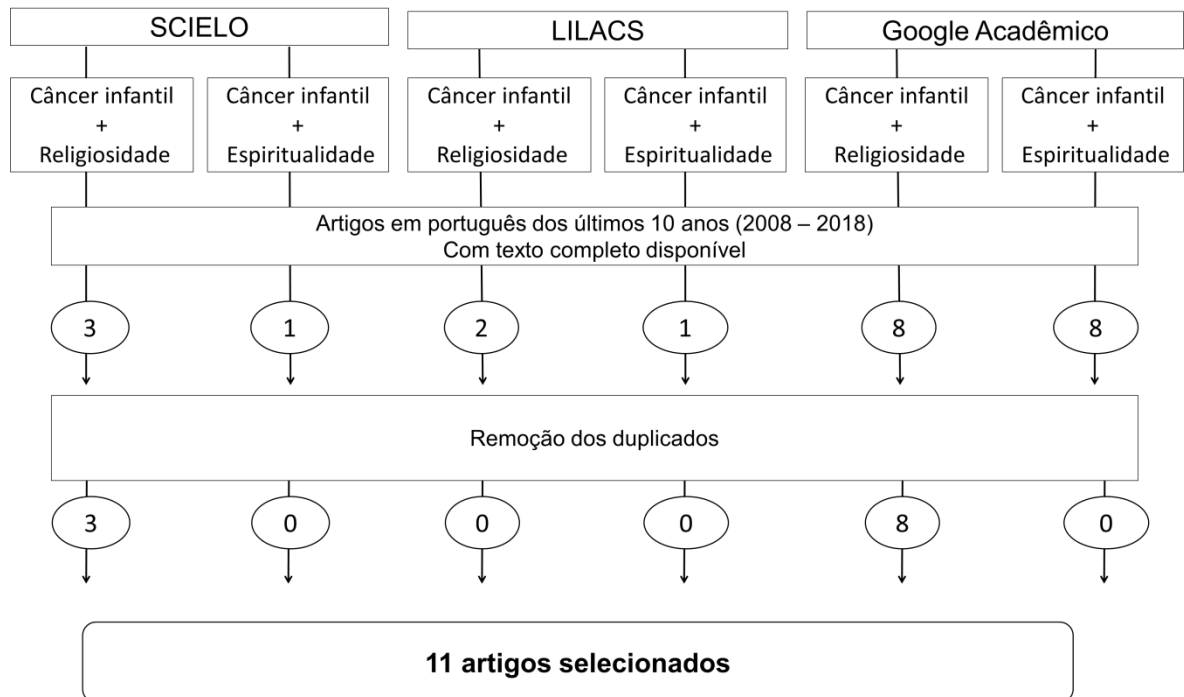 SCIELO
LILACS
Google Acadêmico
Câncer infantil
+
Religiosidade
Câncer infantil
+
Espiritualidade
Câncer infantil
+
Religiosidade
Câncer infantil
+
Espiritualidade
Câncer infantil
+
Religiosidade
Câncer infantil
+
Espiritualidade
Artigos em português dos últimos 10 anos (2008 – 2018)
Com texto completo disponível
3
1
2
1
8
8
Remoção dos duplicados
3
0
0
0
8
0
11 artigos selecionados